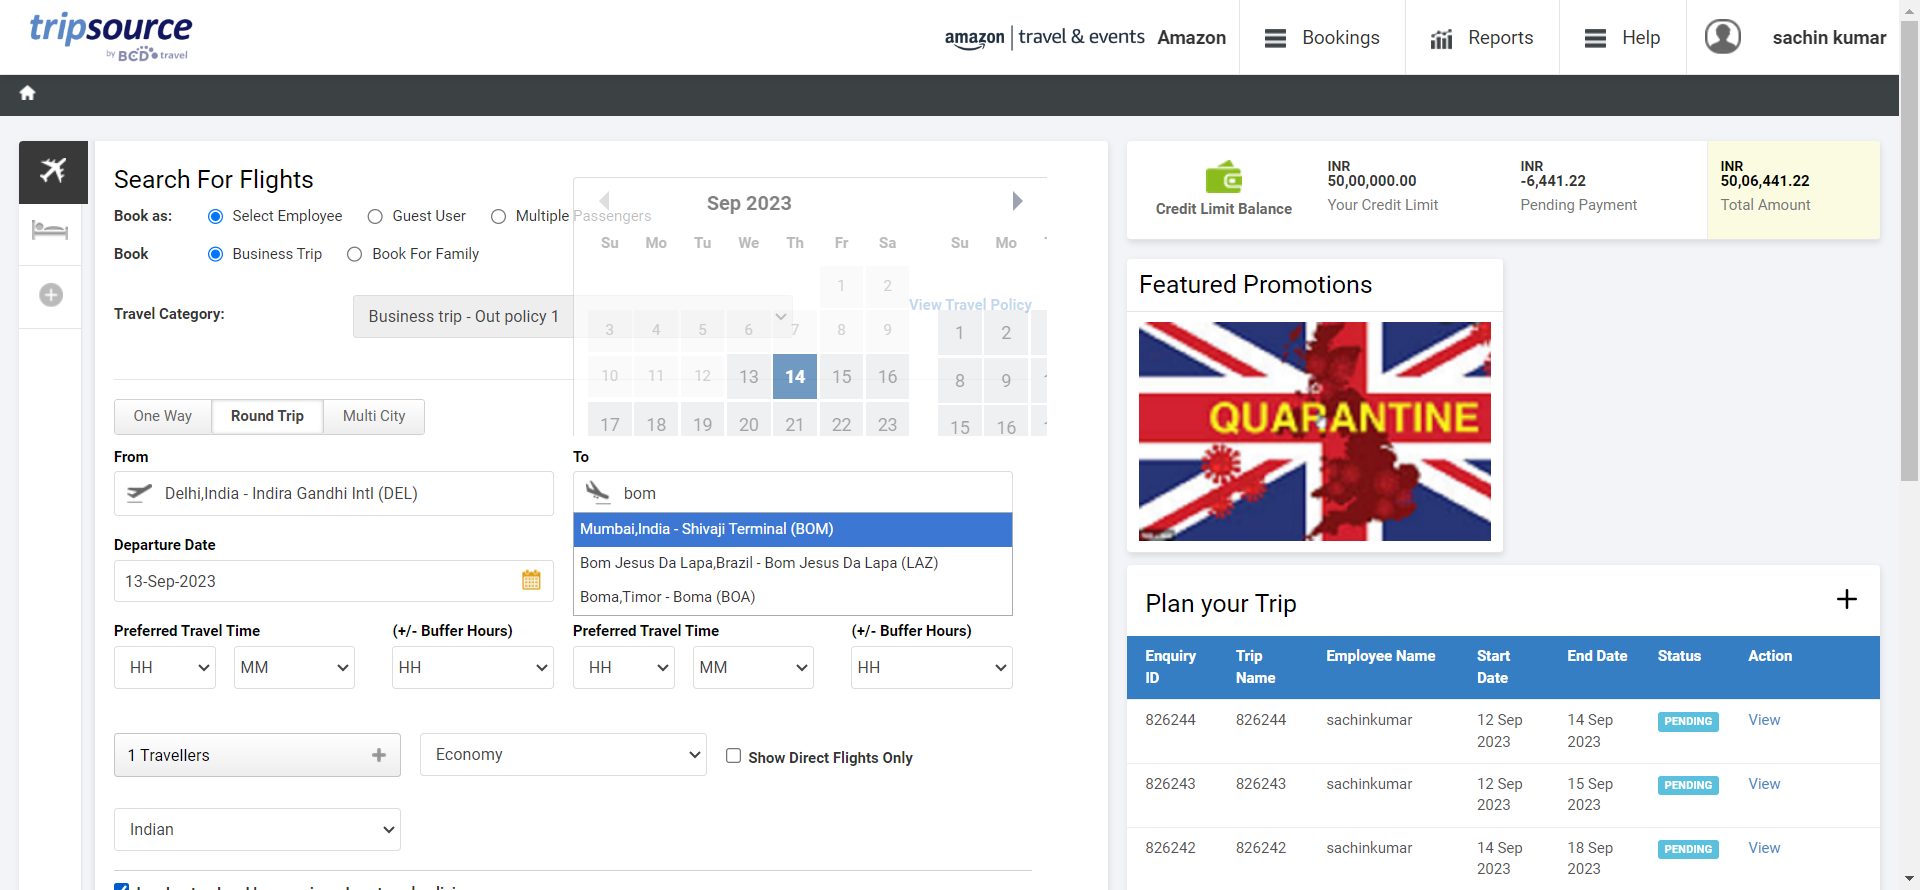 tripsource
by BCD travel
amazon | travel & events Amazon
Bookings
Reports
Help
sachin kumar
Search For Flights
Book as:
Select Employee
Guest User
Multiple Passengers
Book
Business Trip
Book For Family
Travel Category:
Business trip - Out policy 1
View Travel Policy
Sep 2023
Su Mo Tu We Th Fr Sa
1 2
3 4 5 6 7 8 9
10 11 12 13 14 15 16
17 18 19 20 21 22 23
Su Mo
1 2
8 9
15 16
One Way
Round Trip
Multi City
From
Delhi,India - Indira Gandhi Intl (DEL)
To
bom
Mumbai,India - Shivaji Terminal (BOM)
Bom Jesus Da Lapa,Brazil - Bom Jesus Da Lapa (LAZ)
Boma,Timor - Boma (BOA)
Departure Date
13-Sep-2023
Preferred Travel Time
(+/- Buffer Hours)
HH
MM
HH
Preferred Travel Time
(+/- Buffer Hours)
HH
MM
HH
1 Travellers
Economy
Show Direct Flights Only
Indian
Credit Limit Balance
INR
50,00,000.00
Your Credit Limit
INR
-6,441.22
Pending Payment
INR
50,06,441.22
Total Amount
Featured Promotions
QUARANTINE
Plan your Trip
Enquiry ID Trip Name Employee Name Start Date End Date Status Action
826244 826244 sachinkumar 12 Sep 2023 14 Sep 2023 PENDING View
826243 826243 sachinkumar 12 Sep 2023 15 Sep 2023 PENDING View
826242 826242 sachinkumar 14 Sep 2023 18 Sep 2023 PENDING View